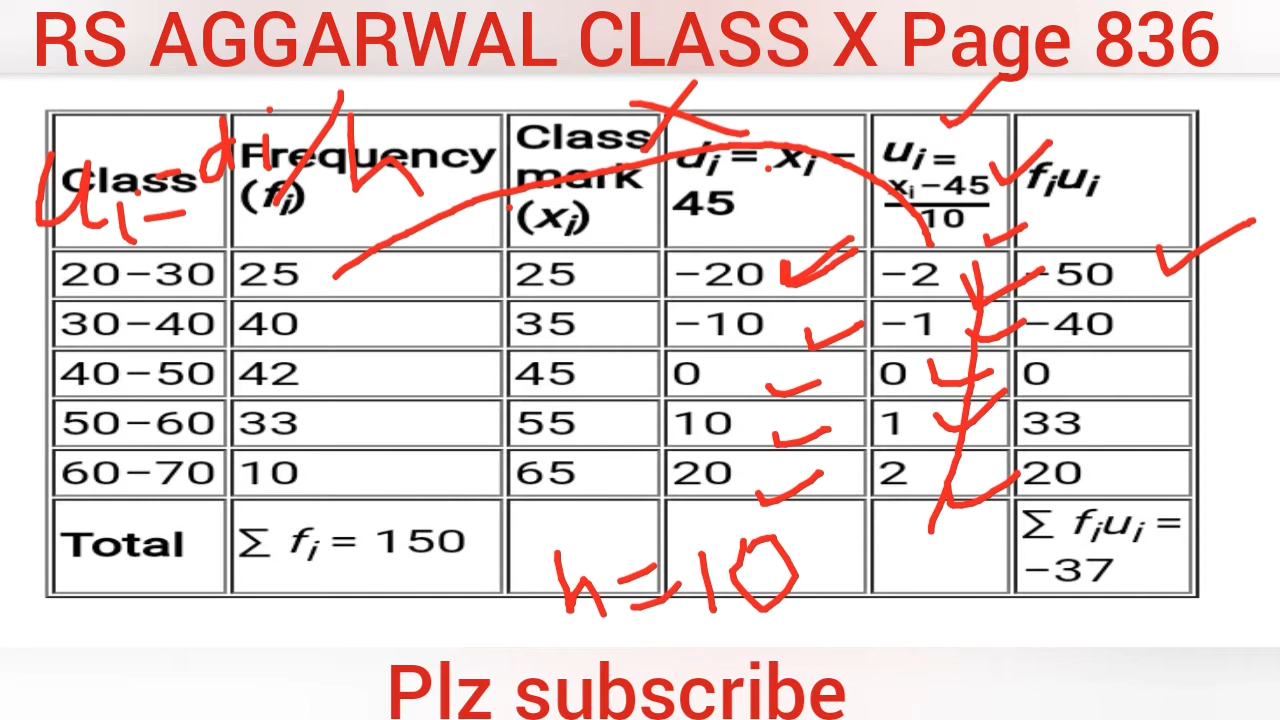 RS AGGARWAL CLASS X Page 836
Class Frequency (fᵢ) Class mark (xᵢ) dᵢ = xᵢ − 45 uᵢ = xᵢ −45 / 10 fᵢuᵢ
uᵢ = dᵢ/h
20−30 25 25 −20 −2 −50
30−40 40 35 −10 −1 −40
40−50 42 45 0 0 0
50−60 33 55 10 1 33
60−70 10 65 20 2 20
Total ∑ fᵢ = 150 ∑ fᵢuᵢ = −37
h=10
Plz subscribe